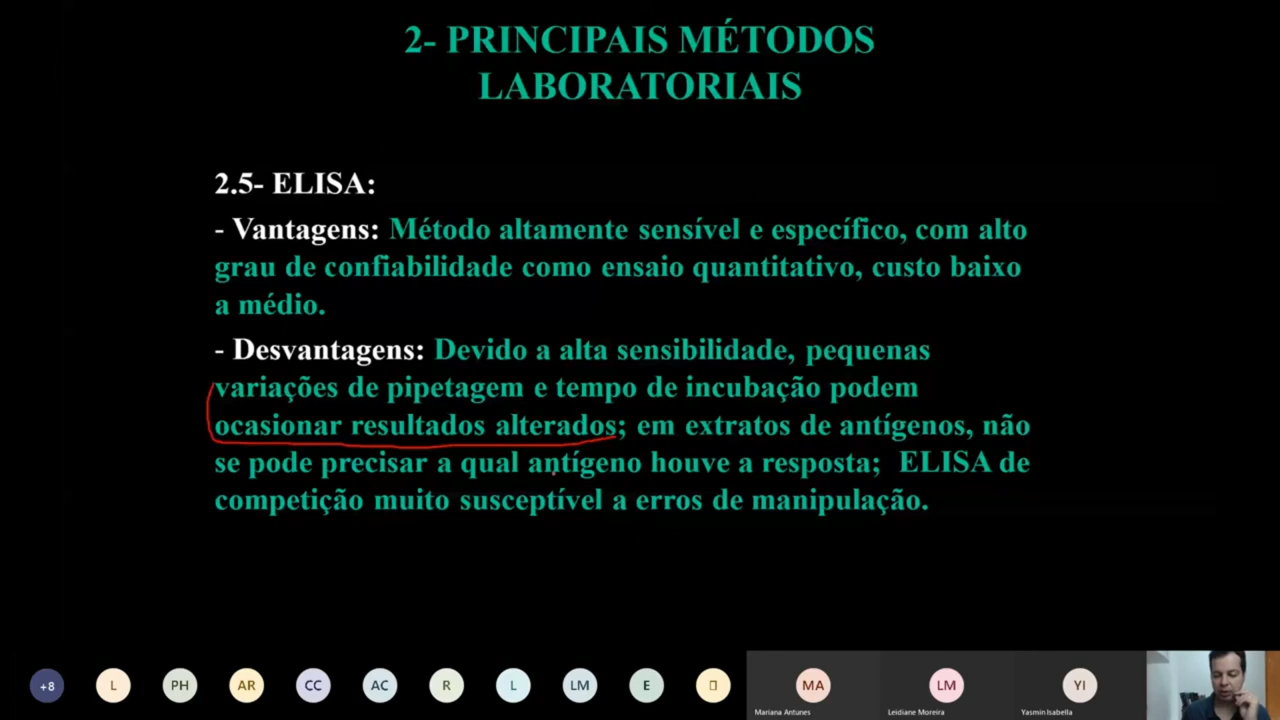 2- PRINCIPAIS MÉTODOS
LABORATORIAIS
2.5- ELISA:
- Vantagens: Método altamente sensível e específico, com alto
grau de confiabilidade como ensaio quantitativo, custo baixo
a médio.
- Desvantagens: Devido a alta sensibilidade, pequenas
variações de pipetagem e tempo de incubação podem
ocasionar resultados alterados; em extratos de antígenos, não
se pode precisar a qual antígeno houve a resposta; ELISA de
competição muito susceptível a erros de manipulação.
+8 L PH AR CC AC R L LM E MA LM YI
Mariana Antunes Leidiane Moreira Yasmin Isabella